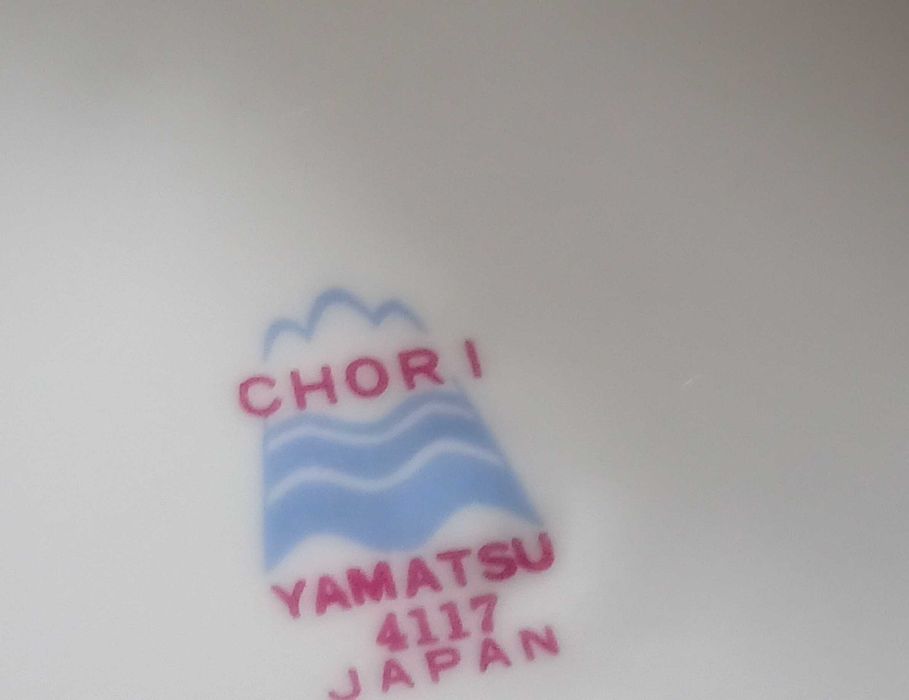 CHORI
YAMATSU
4117
JAPAN